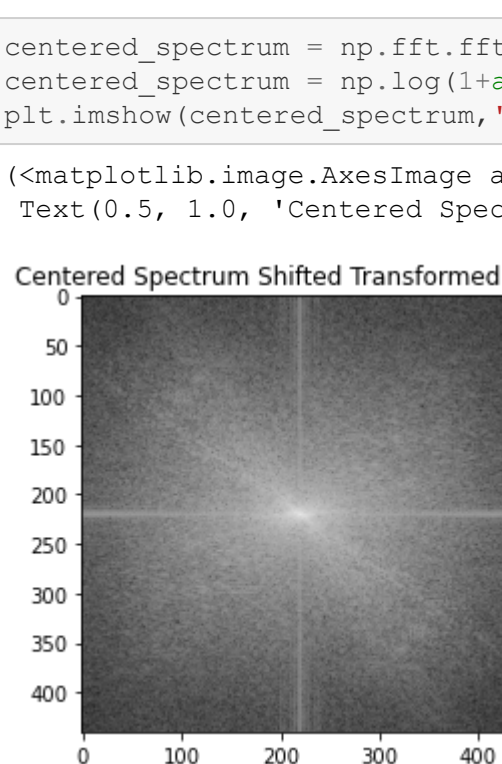 centered_spectrum = np.fft.fft
centered_spectrum = np.log(1+a
plt.imshow(centered_spectrum,'
(<matplotlib.image.AxesImage a
Text(0.5, 1.0, 'Centered Spec
Centered Spectrum Shifted Transformed
0
50
100
150
200
250
300
350
400
0 100 200 300 400